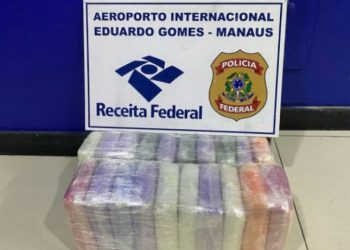 AEROPORTO INTERNACIONAL
EDUARDO GOMES - MANAUS
Receita Federal
POLÍCIA
FEDERAL